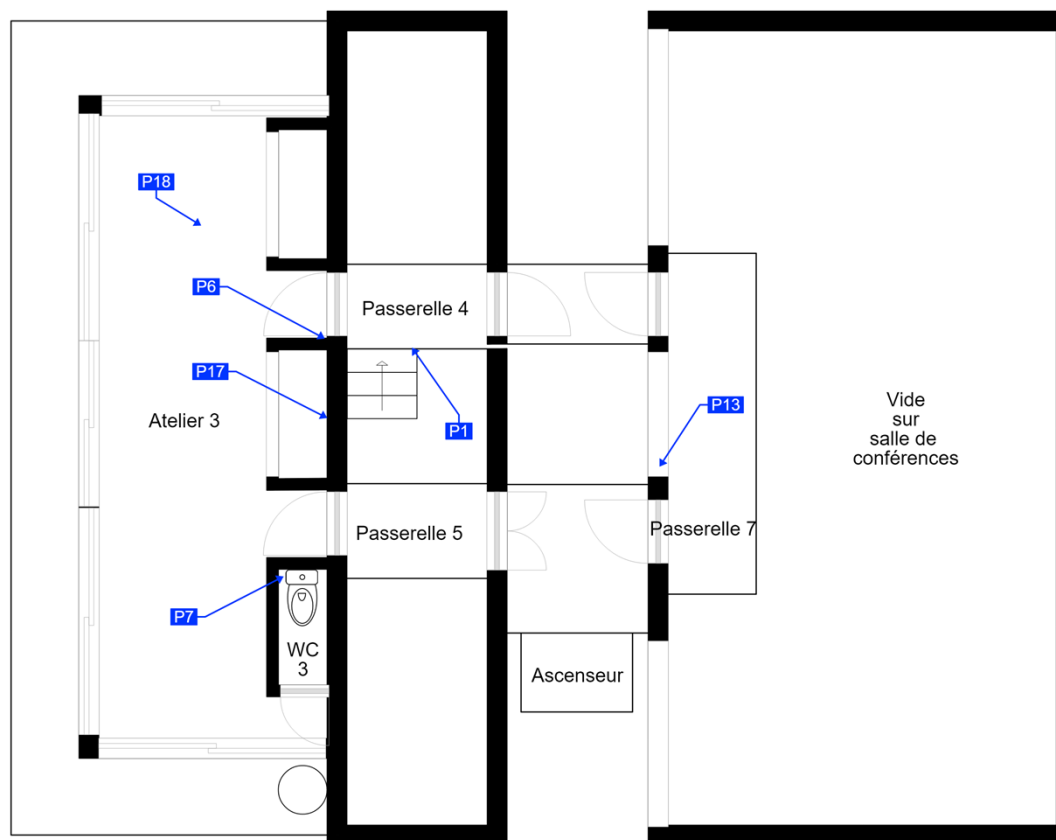 P18
P6
Passerelle 4
P17
Atelier 3
P1
P13
Vide
sur
salle de
conférences
Passerelle 5
Passerelle 7
P7
WC
3
Ascenseur